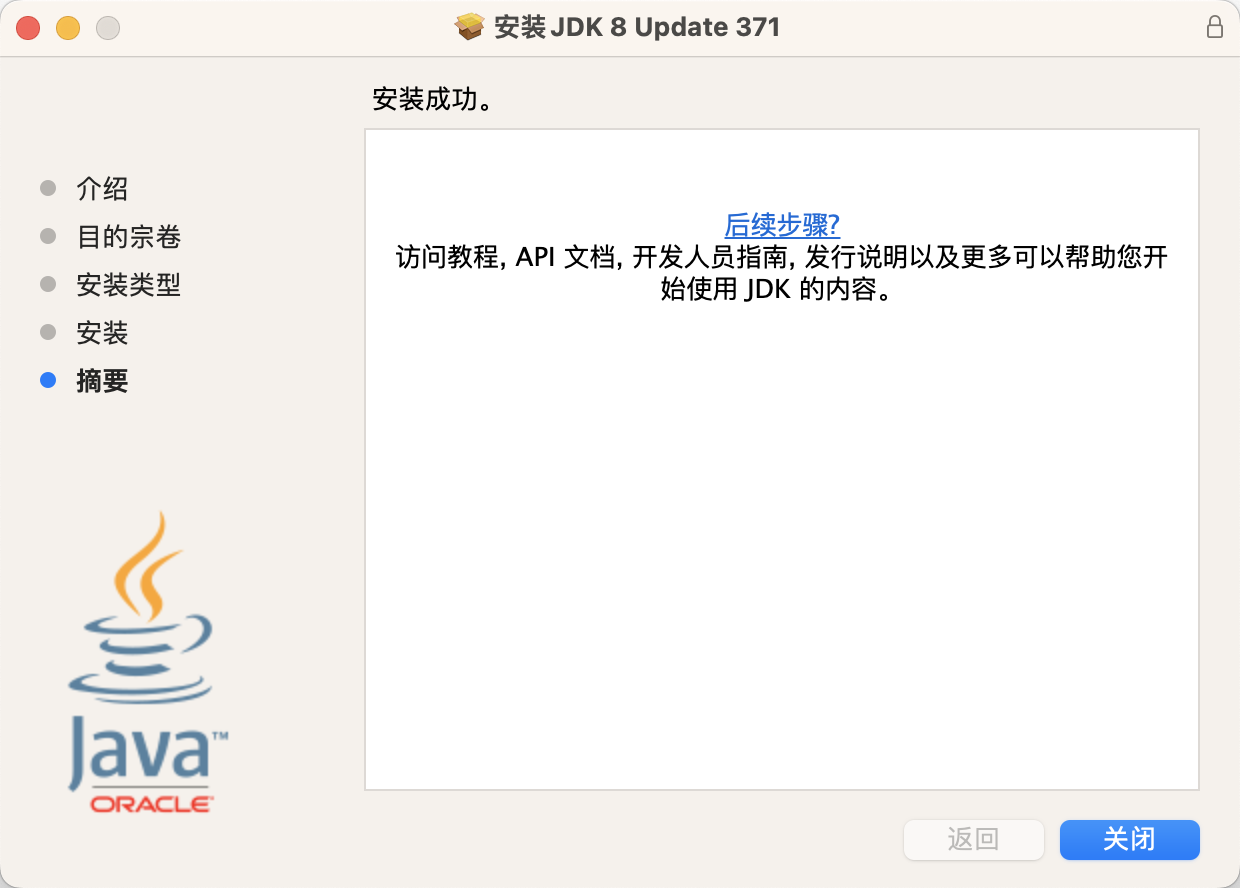 安装 JDK 8 Update 371
安装成功。
介绍
目的宗卷
安装类型
安装
摘要
后续步骤?
访问教程, API 文档, 开发人员指南, 发行说明以及更多可以帮助您开
始使用 JDK 的内容。
Java™
ORACLE
返回
关闭